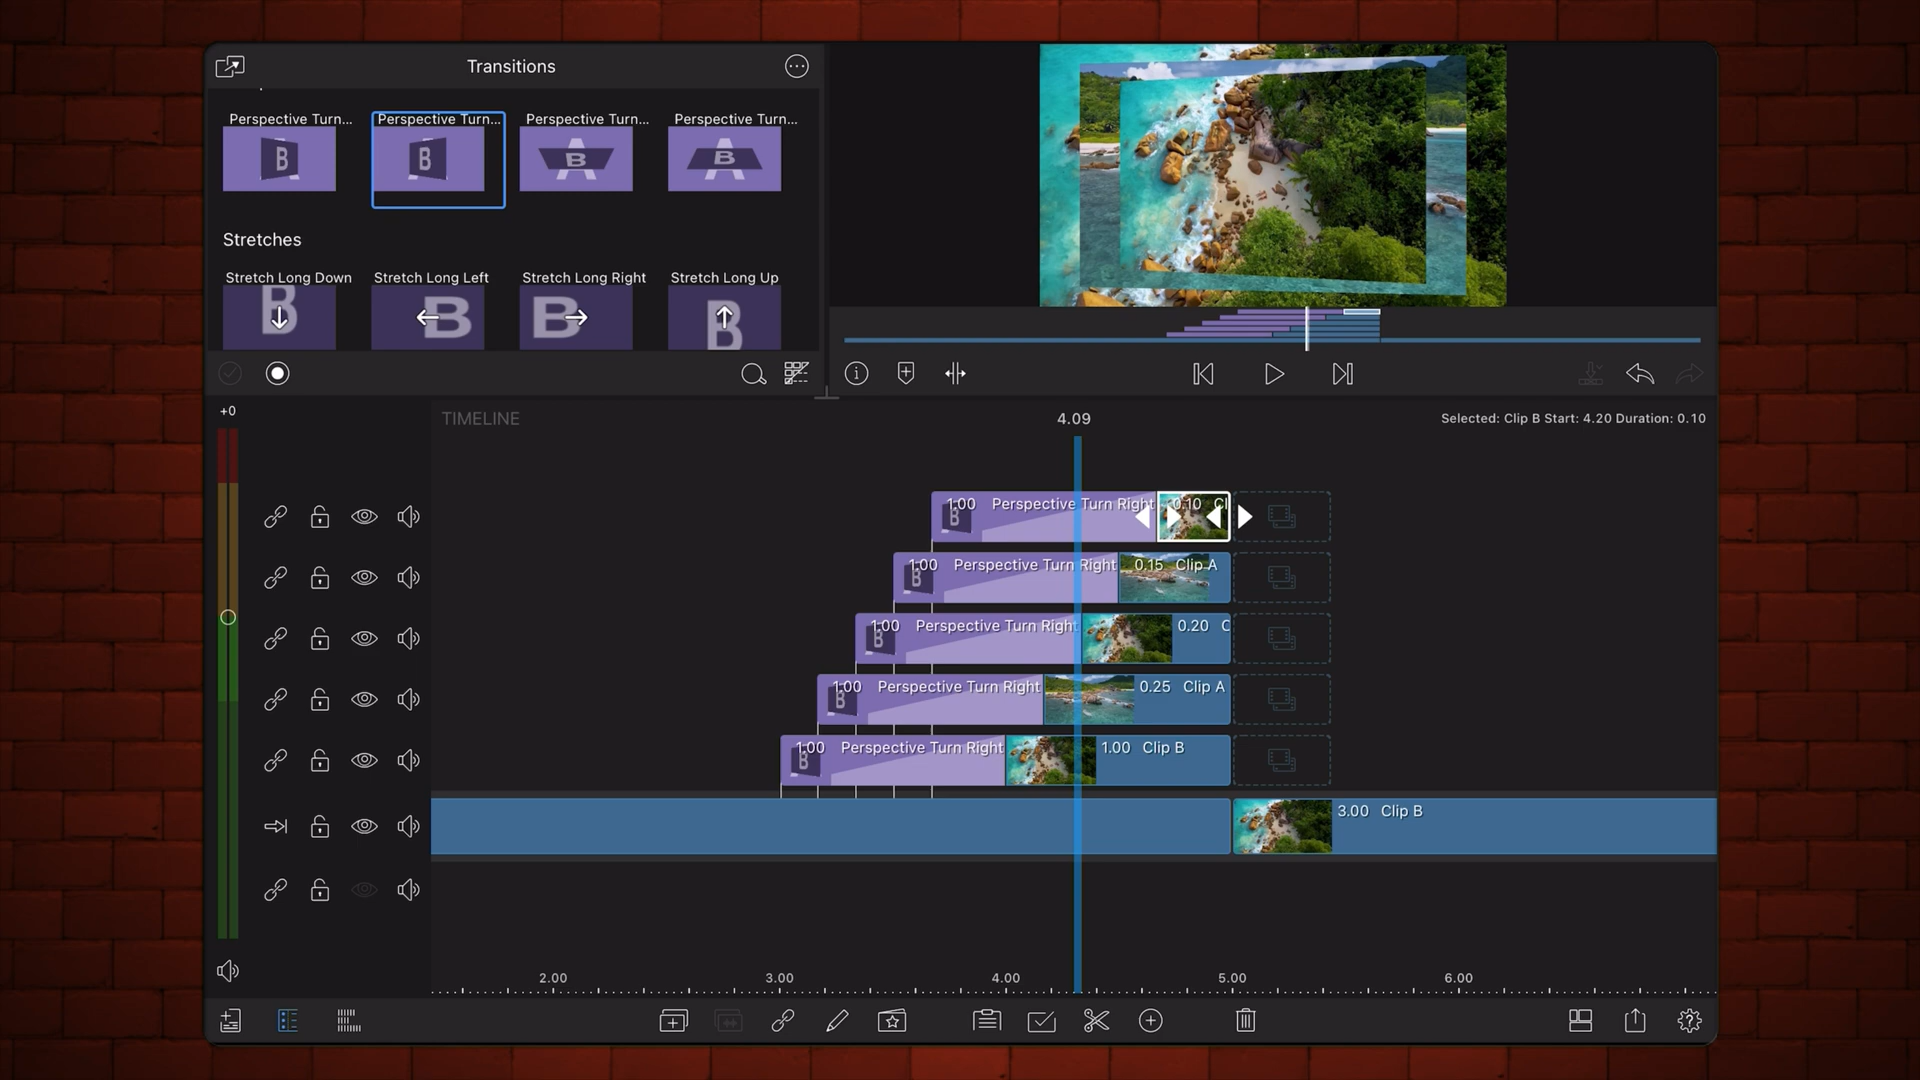 Transitions
Perspective Turn...
Perspective Turn...
Perspective Turn...
Perspective Turn...
B
B
B
B
Stretches
Stretch Long Down
Stretch Long Left
Stretch Long Right
Stretch Long Up
B
B
B
B
+0
TIMELINE
4.09
Selected: Clip B Start: 4.20 Duration: 0.10
1.00 Perspective Turn Right
0.10 Cl
1.00 Perspective Turn Right
0.15 Clip A
1.00 Perspective Turn Right
0.20 C
1.00 Perspective Turn Right
0.25 Clip A
1.00 Perspective Turn Right
1.00 Clip B
3.00 Clip B
2.00
3.00
4.00
5.00
6.00